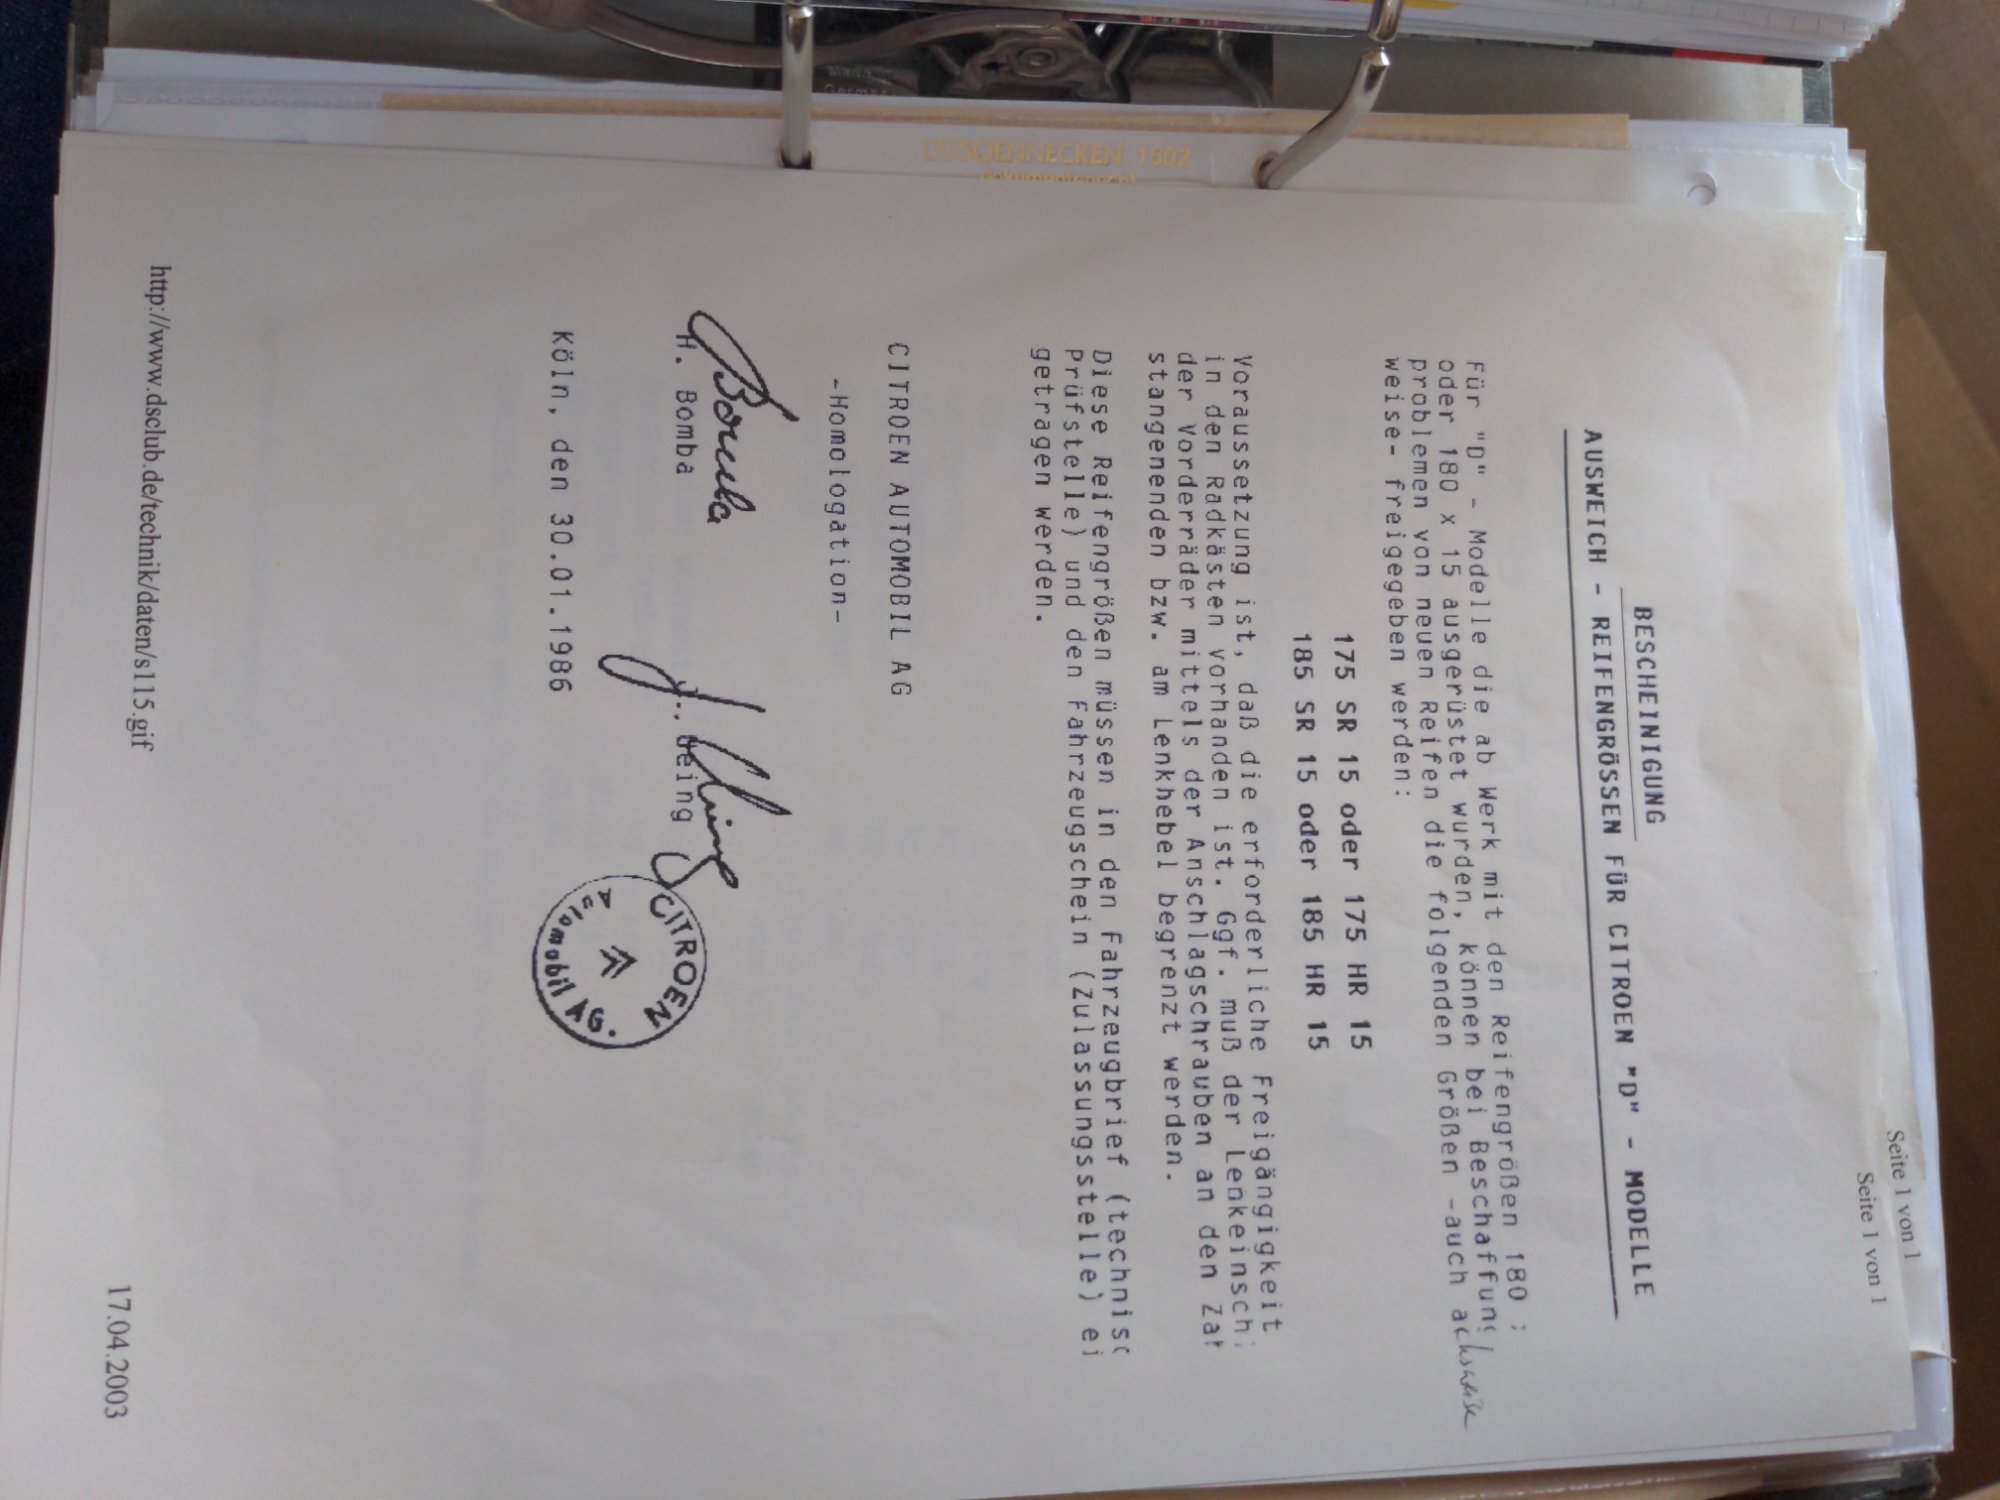 Seite 1 von 1
Seite 1 von 1
BESCHEINIGUNG
AUSWEICH - REIFENGRÖSSEN FÜR CITROEN "D" - MODELLE
Für "D" - Modelle die ab Werk mit den Reifengrößen 180
oder 180 x 15 ausgerüstet wurden, können bei Beschaffung
problemen von neuen Reifen die folgenden Größen -auch achsweise
weise- freigegeben werden:
175 SR 15 oder 175 HR 15
185 SR 15 oder 185 HR 15
Voraussetzung ist, daß die erforderliche Freigängigkeit
in den Radkästen vorhanden ist. Ggf. muß der Lenkeinsch
der Vorderräder mittels der Anschlagschrauben an den Zah
stangenenden bzw. am Lenkhebel begrenzt werden.
Diese Reifengrößen müssen in den Fahrzeugbrief (technisc
Prüfstelle) und den Fahrzeugschein (Zulassungsstelle) ei
getragen werden.
CITROEN AUTOMOBIL AG
-Homologation-
H. Bomba
Köln, den 30.01.1986
CITROEN
Automobil AG.
http://www.dsclub.de/technik/daten/s115.gif
17.04.2003
SOENNECKEN 1602